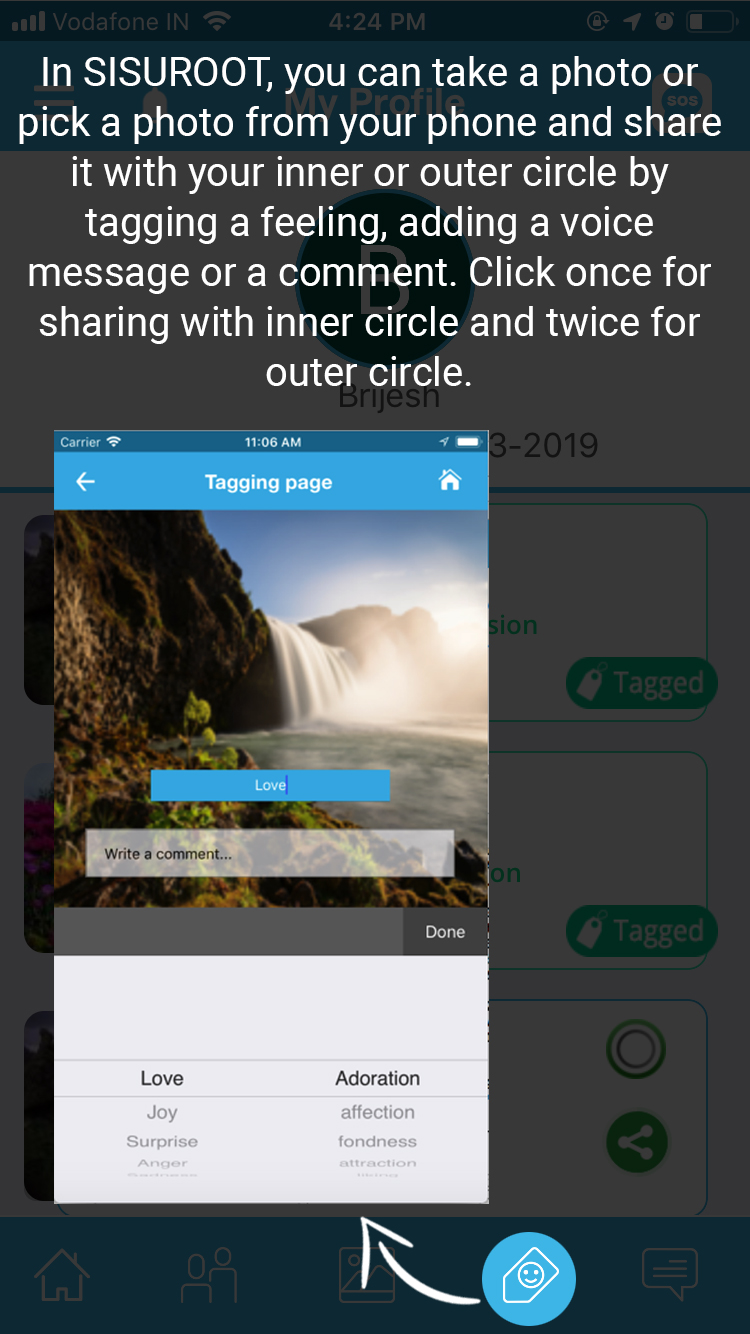 Vodafone IN 4:24 PM
My Profile
sos
In SISUROOT, you can take a photo or
pick a photo from your phone and share
it with your inner or outer circle by
tagging a feeling, adding a voice
message or a comment. Click once for
sharing with inner circle and twice for
outer circle.
B
Brijesh
3-2019
Carrier 11:06 AM
Tagging page
sion
Tagged
Love
Write a comment...
on
Tagged
Done
Love Adoration
Joy affection
Surprise fondness
Anger attraction
Sadness liking